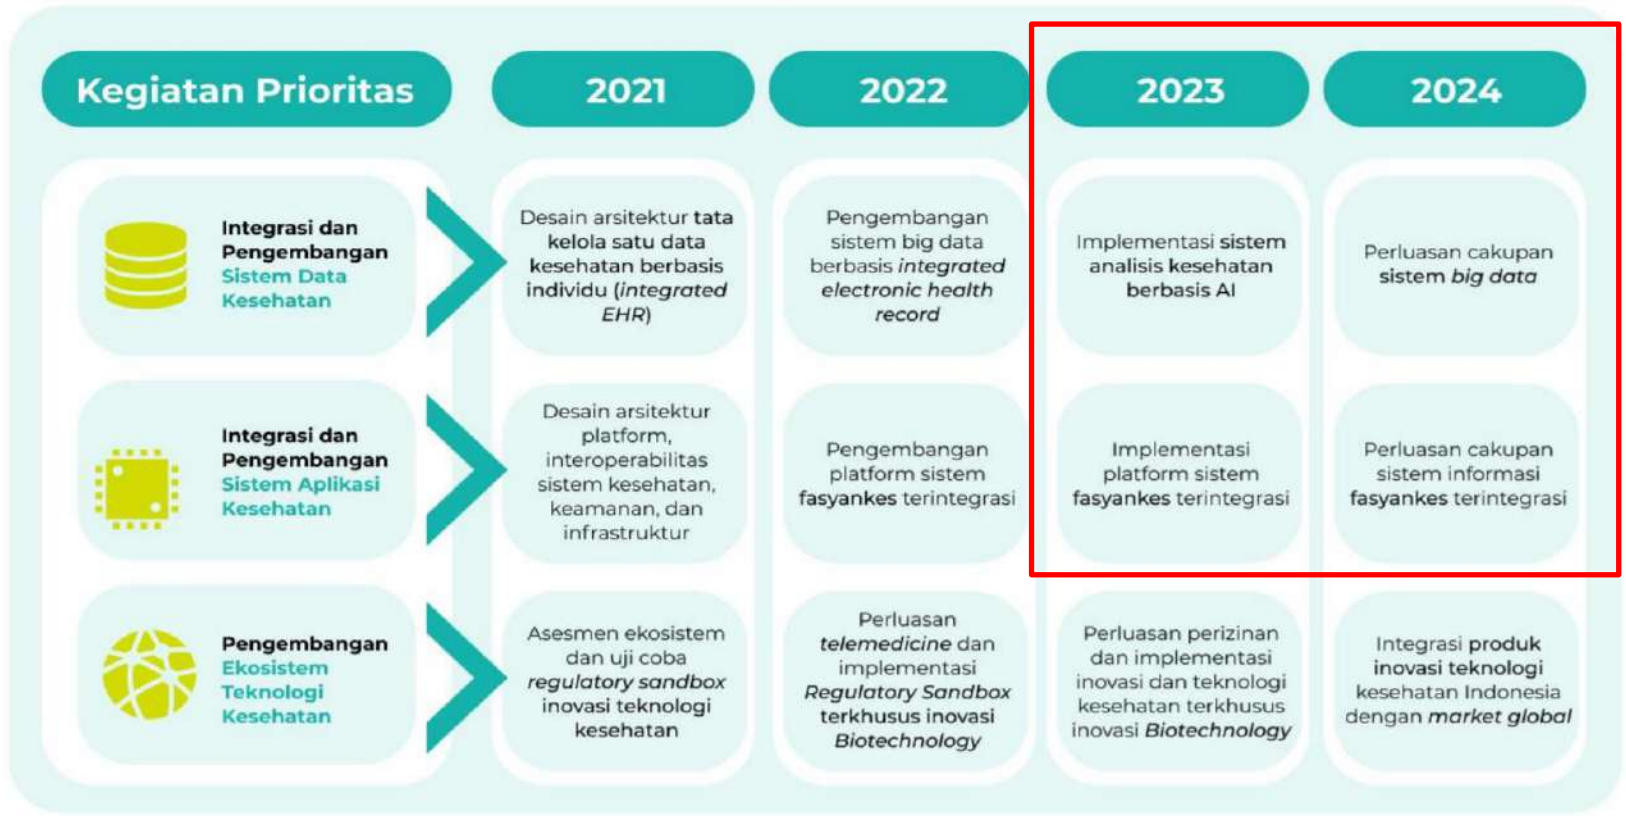 Kegiatan Prioritas
2021
2022
2023
2024
Integrasi dan
Pengembangan
Sistem Data
Kesehatan
Desain arsitektur tata
kelola satu data
kesehatan berbasis
individu (integrated
EHR)
Pengembangan
sistem big data
berbasis integrated
electronic health
record
Implementasi sistem
analisis kesehatan
berbasis AI
Perluasan cakupan
sistem big data
Integrasi dan
Pengembangan
Sistem Aplikasi
Kesehatan
Desain arsitektur
platform,
interoperabilitas
sistem kesehatan,
keamanan, dan
infrastruktur
Pengembangan
platform sistem
fasyankes terintegrasi
Implementasi
platform sistem
fasyankes terintegrasi
Perluasan cakupan
sistem informasi
fasyankes terintegrasi
Pengembangan
Ekosistem
Teknologi
Kesehatan
Asesmen ekosistem
dan uji coba
regulatory sandbox
inovasi teknologi
kesehatan
Perluasan
telemedicine dan
implementasi
Regulatory Sandbox
terkhusus inovasi
Biotechnology
Perluasan perizinan
dan implementasi
inovasi dan teknologi
kesehatan terkhusus
inovasi Biotechnology
Integrasi produk
inovasi teknologi
kesehatan Indonesia
dengan market global